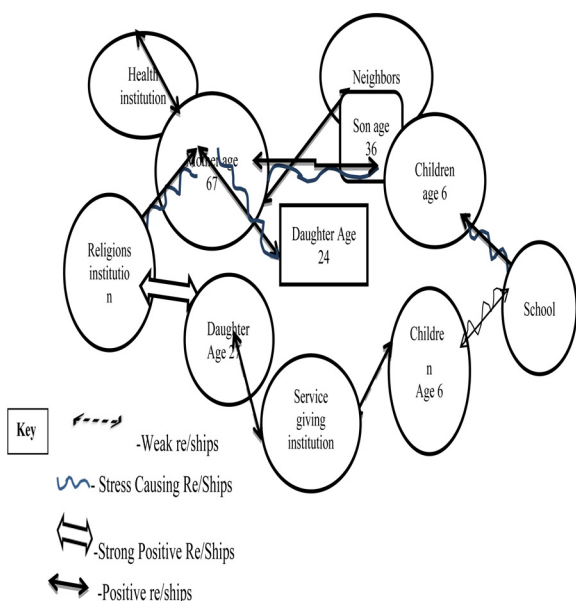 Health
institution
Neighbors
Son age
36
Mother age
67
Children
age 6
Daughter Age
24
Religions
institutio
n
School
Daughter
Age 27
Childre
n
Age 6
Service
giving
institution
Key
-Weak re/ships
- Stress Causing Re/Ships
-Strong Positive Re/Ships
-Positive re/ships